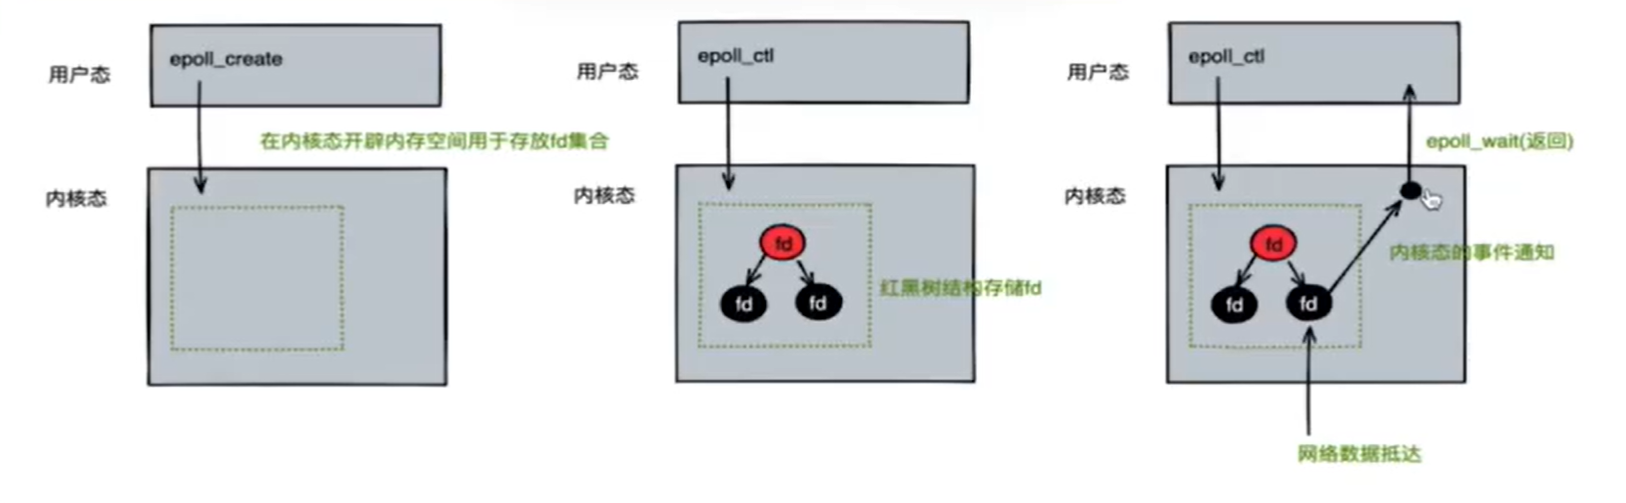 用户态
epoll_create
在内核态开辟内存空间用于存放fd集合
内核态
用户态
epoll_ctl
内核态
fd
fd
fd
红黑树结构存储fd
用户态
epoll_ctl
epoll_wait(返回)
内核态
fd
fd
fd
内核态的事件通知
网络数据抵达